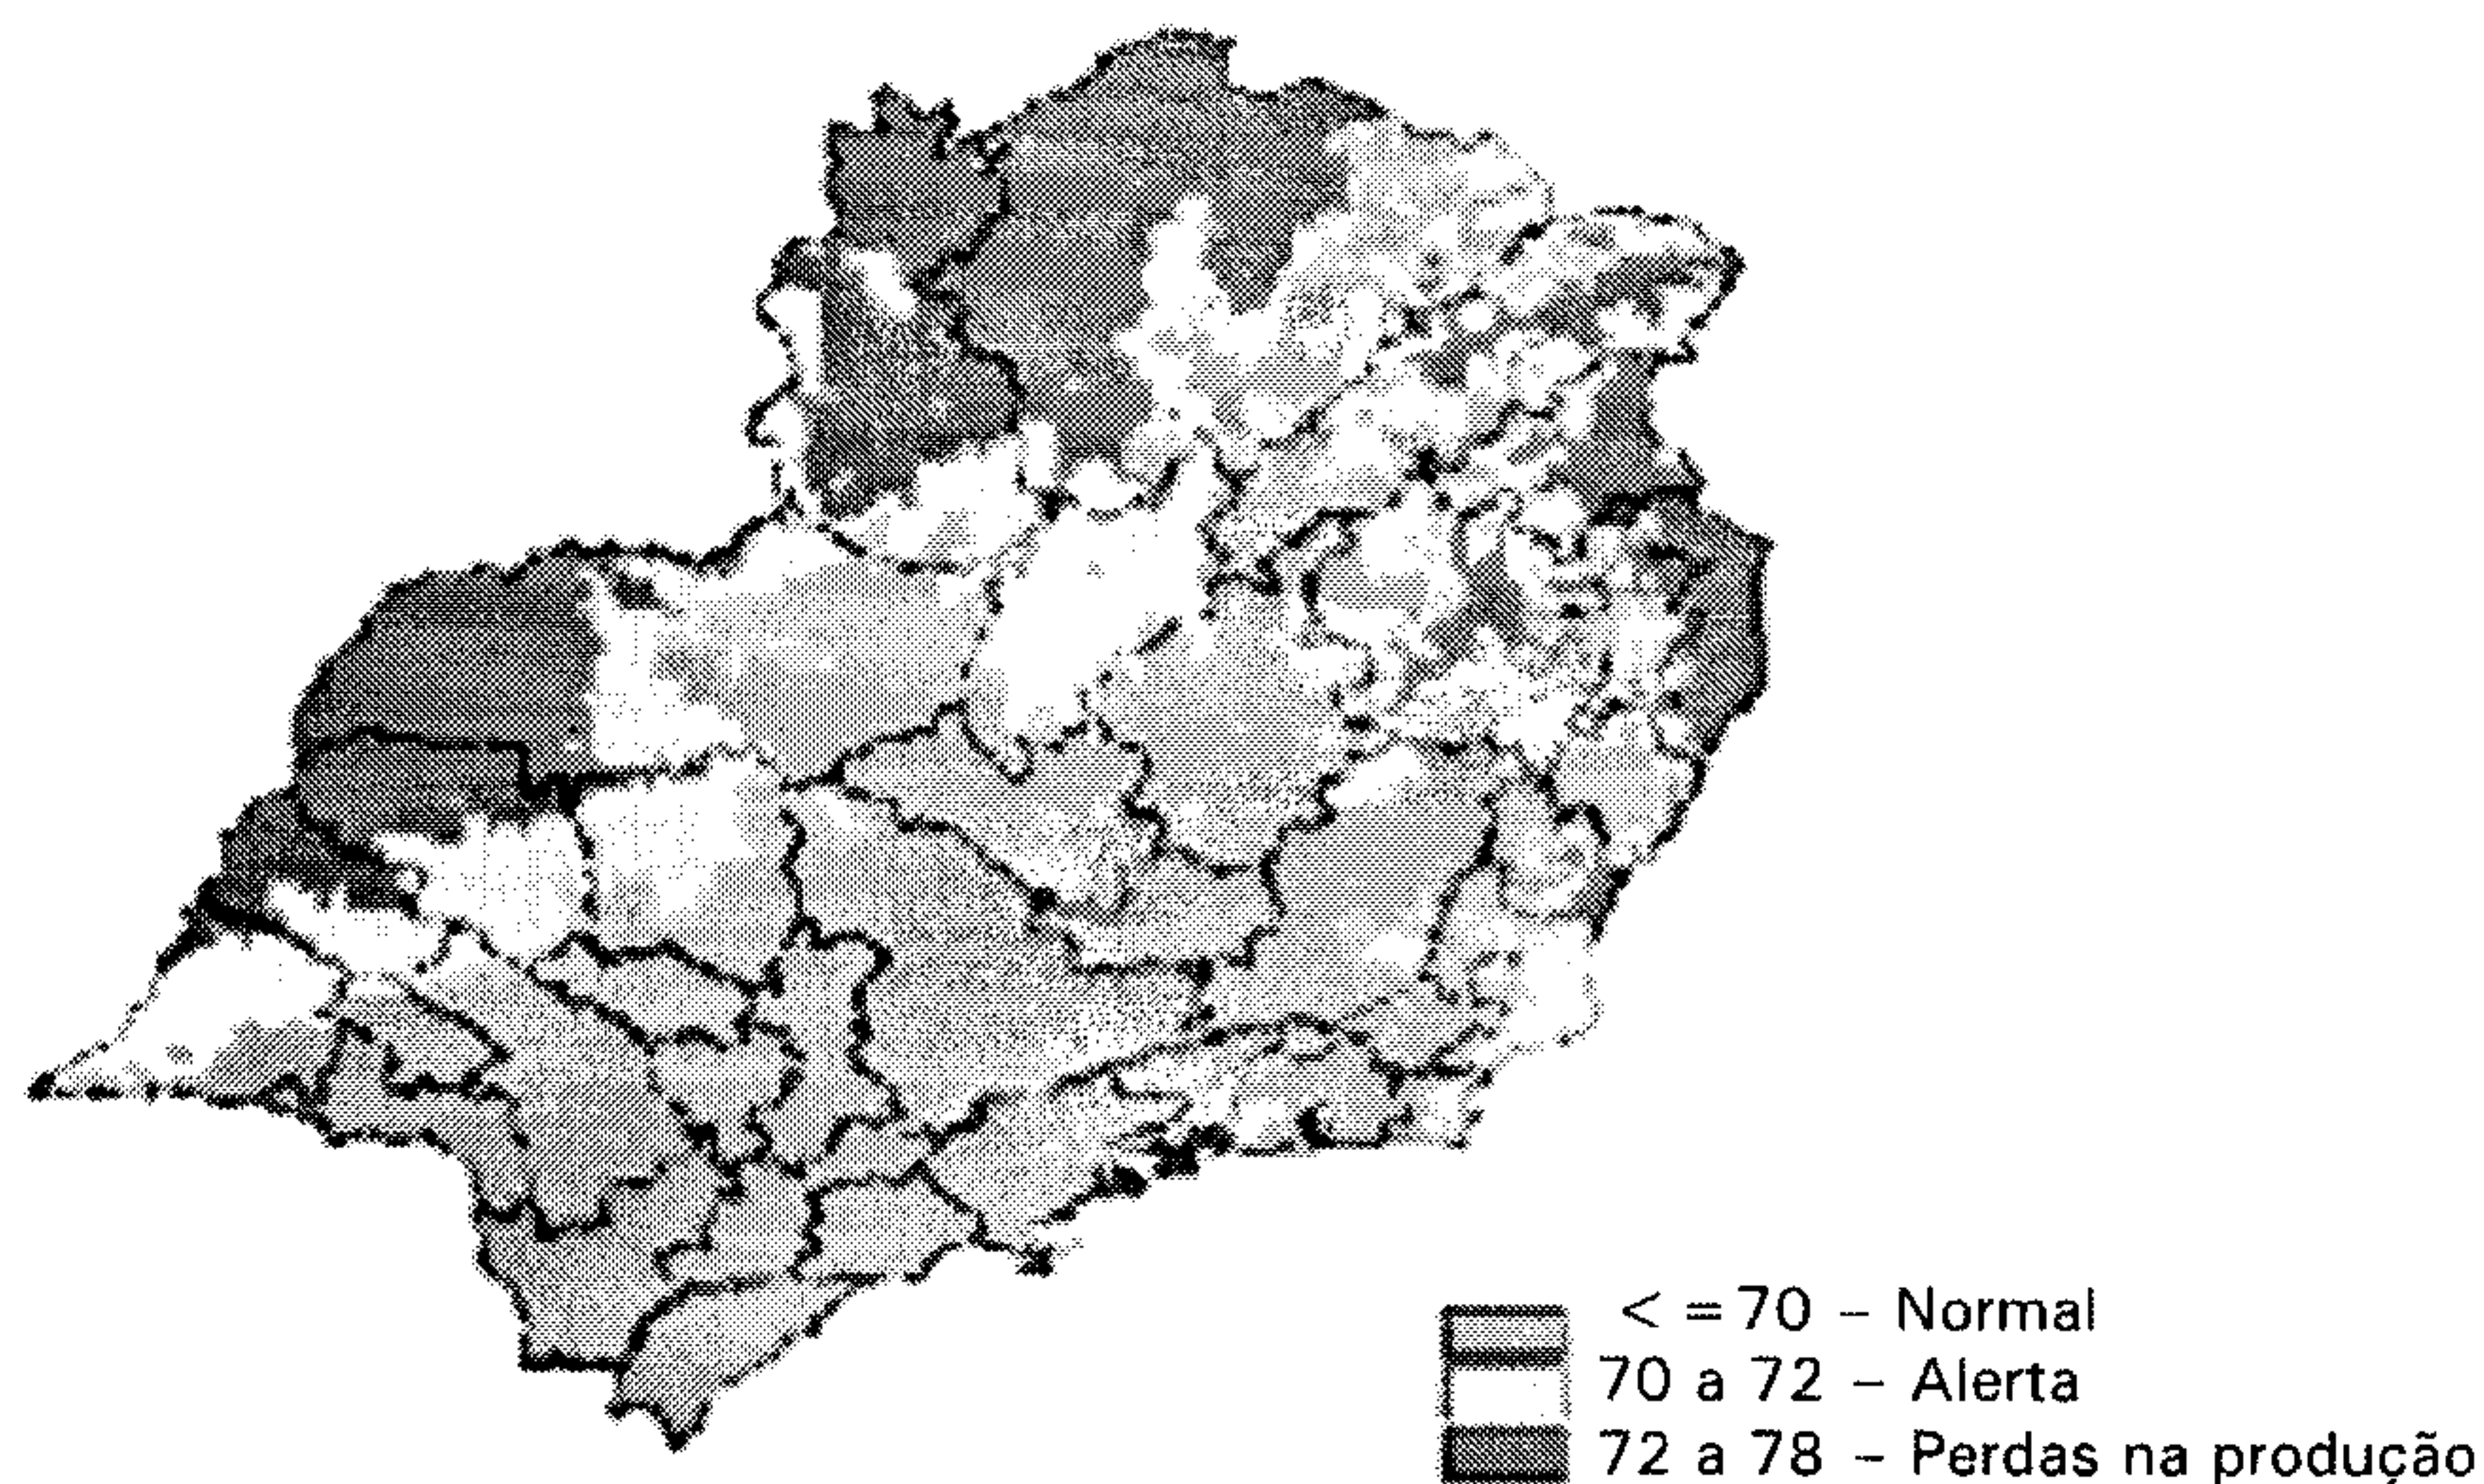 < = 70 – Normal
70 a 72 – Alerta
72 a 78 – Perdas na produção